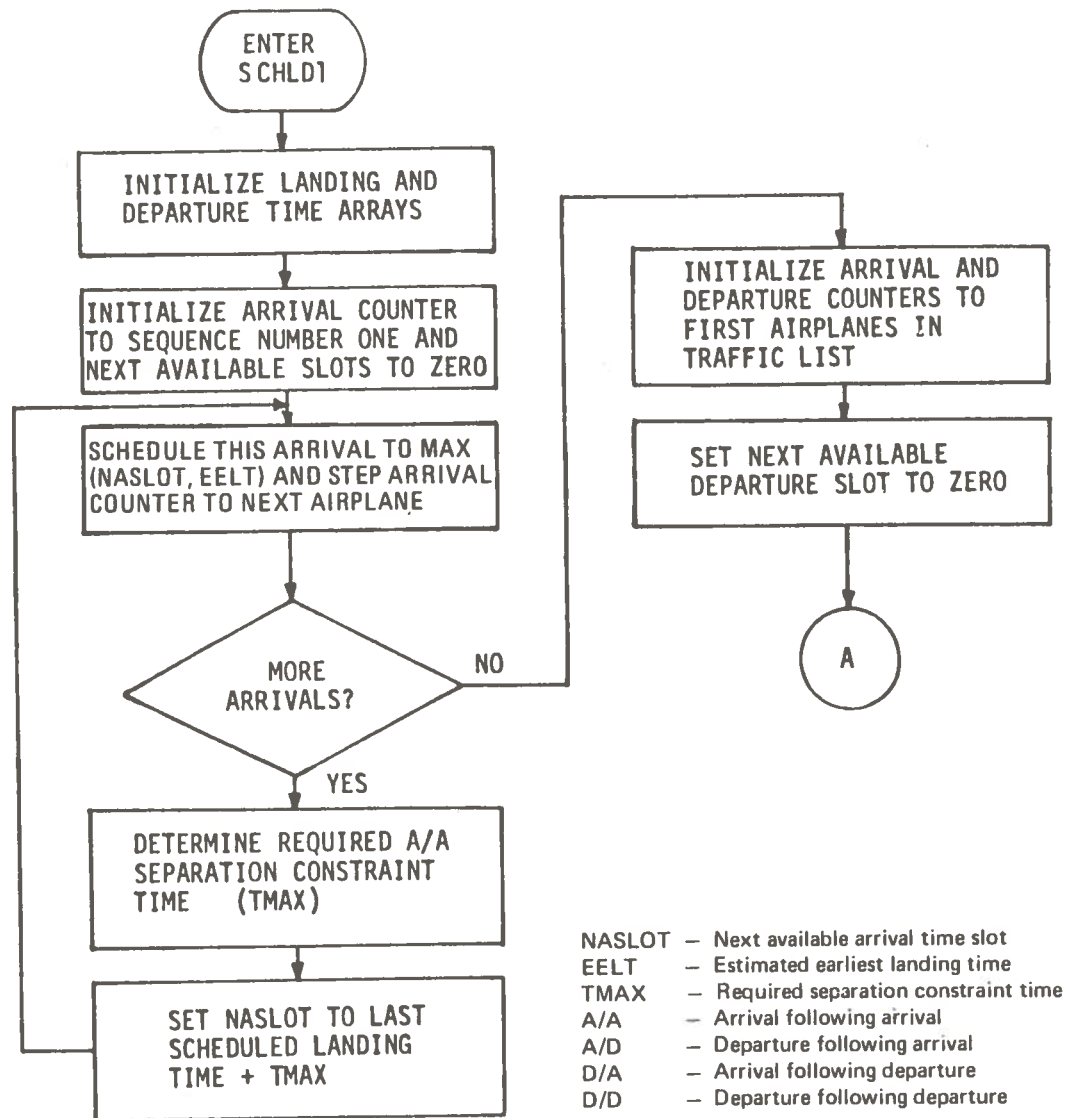 ENTER
SCHLD1
INITIALIZE LANDING AND
DEPARTURE TIME ARRAYS
INITIALIZE ARRIVAL COUNTER
TO SEQUENCE NUMBER ONE AND
NEXT AVAILABLE SLOTS TO ZERO
SCHEDULE THIS ARRIVAL TO MAX
(NASLOT, EELT) AND STEP ARRIVAL
COUNTER TO NEXT AIRPLANE
MORE
ARRIVALS?
NO
YES
DETERMINE REQUIRED A/A
SEPARATION CONSTRAINT
TIME (TMAX)
SET NASLOT TO LAST
SCHEDULED LANDING
TIME + TMAX
INITIALIZE ARRIVAL AND
DEPARTURE COUNTERS TO
FIRST AIRPLANES IN
TRAFFIC LIST
SET NEXT AVAILABLE
DEPARTURE SLOT TO ZERO
A
NASLOT – Next available arrival time slot
EELT – Estimated earliest landing time
TMAX – Required separation constraint time
A/A – Arrival following arrival
A/D – Departure following arrival
D/A – Arrival following departure
D/D – Departure following departure